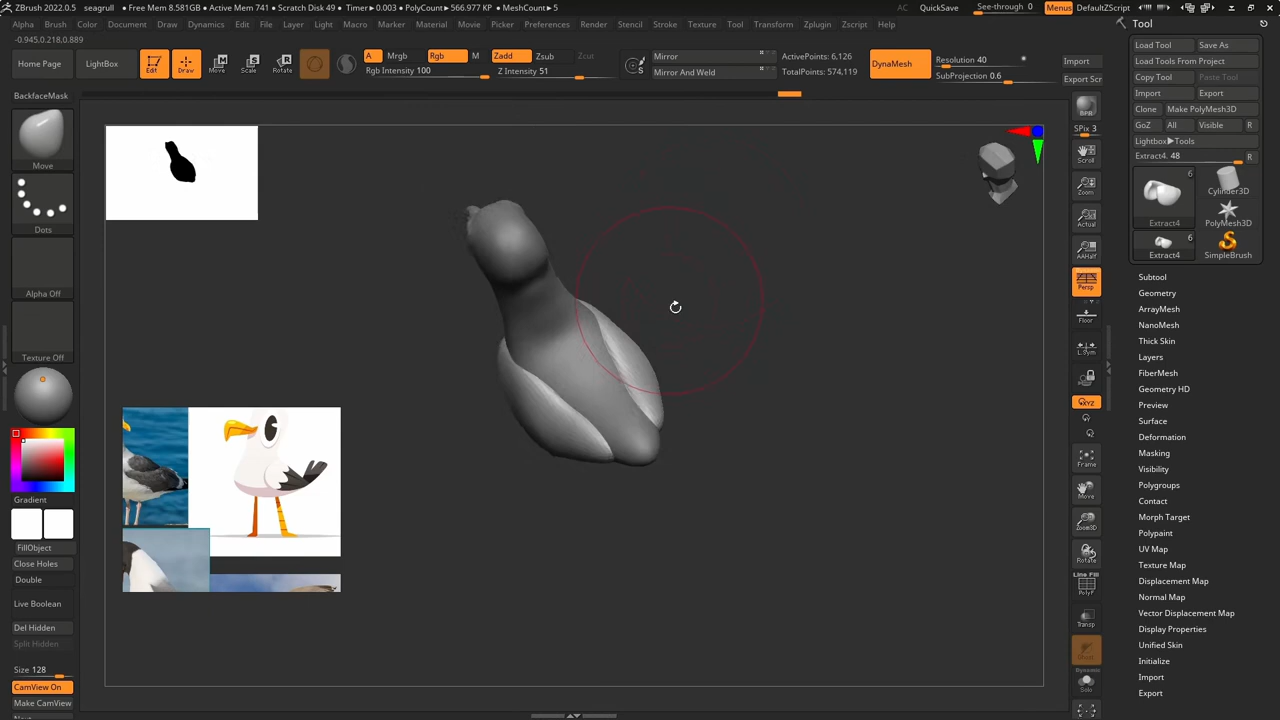 ZBrush 2022.0.5 seagrull • Free Mem 8.581GB • Active Mem 741 • Scratch Disk 49 • Timer▸0.003 • PolyCount▸566.977 KP • MeshCount▸5 AC QuickSave See-through 0 Menus DefaultZScript
Alpha Brush Color Document Draw Dynamics Edit File Layer Light Macro Marker Material Movie Picker Preferences Render Stencil Stroke Texture Tool Transform Zplugin Zscript Help
-0.945,0.218,0.889
Home Page LightBox Edit Draw Move Scale Rotate
A Mrgb Rgb M Zadd Zsub Zcut
Rgb Intensity 100 Z Intensity 51
Mirror
Mirror And Weld
ActivePoints: 6,126
TotalPoints: 574,119
DynaMesh
Resolution 40
SubProjection 0.6
Import
Export Scr
BackfaceMask
Move
Dots
Alpha Off
Texture Off
Gradient
FillObject
Close Holes
Double
Live Boolean
Del Hidden
Split Hidden
Size 128
CamView On
Make CamView
BPR
SPix 3
Scroll
Zoom
Actual
AAHalf
Persp
Floor
L.Sym
XYZ
Frame
Move
Zoom3D
Rotate
Line Fill
PolyF
Transp
Ghost
Dynamic
Solo
Tool
Load Tool Save As
Load Tools From Project
Copy Tool Paste Tool
Import Export
Clone Make PolyMesh3D
GoZ All Visible R
Lightbox▸Tools
Extract4. 48 R
6
Extract4 Cylinder3D
PolyMesh3D
6
Extract4 SimpleBrush
Subtool
Geometry
ArrayMesh
NanoMesh
Thick Skin
Layers
FiberMesh
Geometry HD
Preview
Surface
Deformation
Masking
Visibility
Polygroups
Contact
Morph Target
Polypaint
UV Map
Texture Map
Displacement Map
Normal Map
Vector Displacement Map
Display Properties
Unified Skin
Initialize
Import
Export